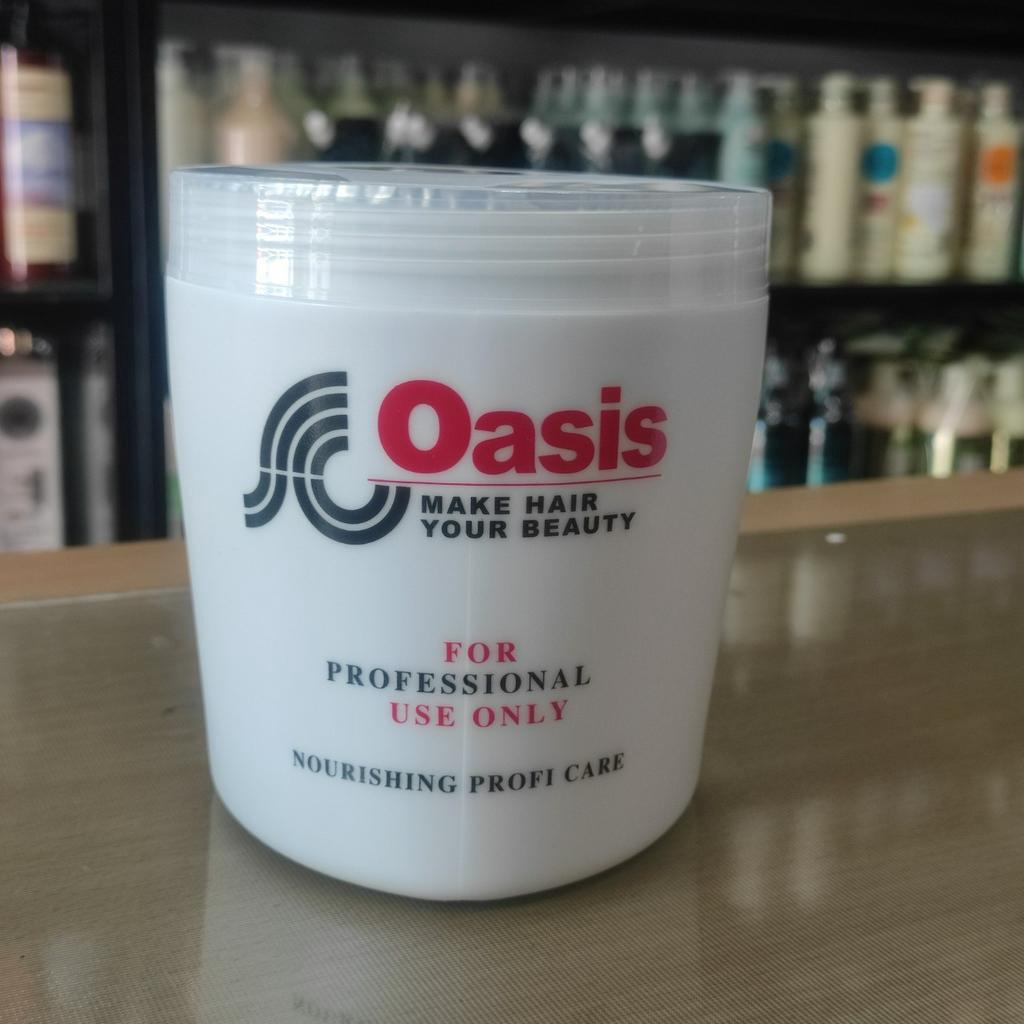 Oasis
MAKE HAIR
YOUR BEAUTY
FOR
PROFESSIONAL
USE ONLY
NOURISHING PROFI CARE